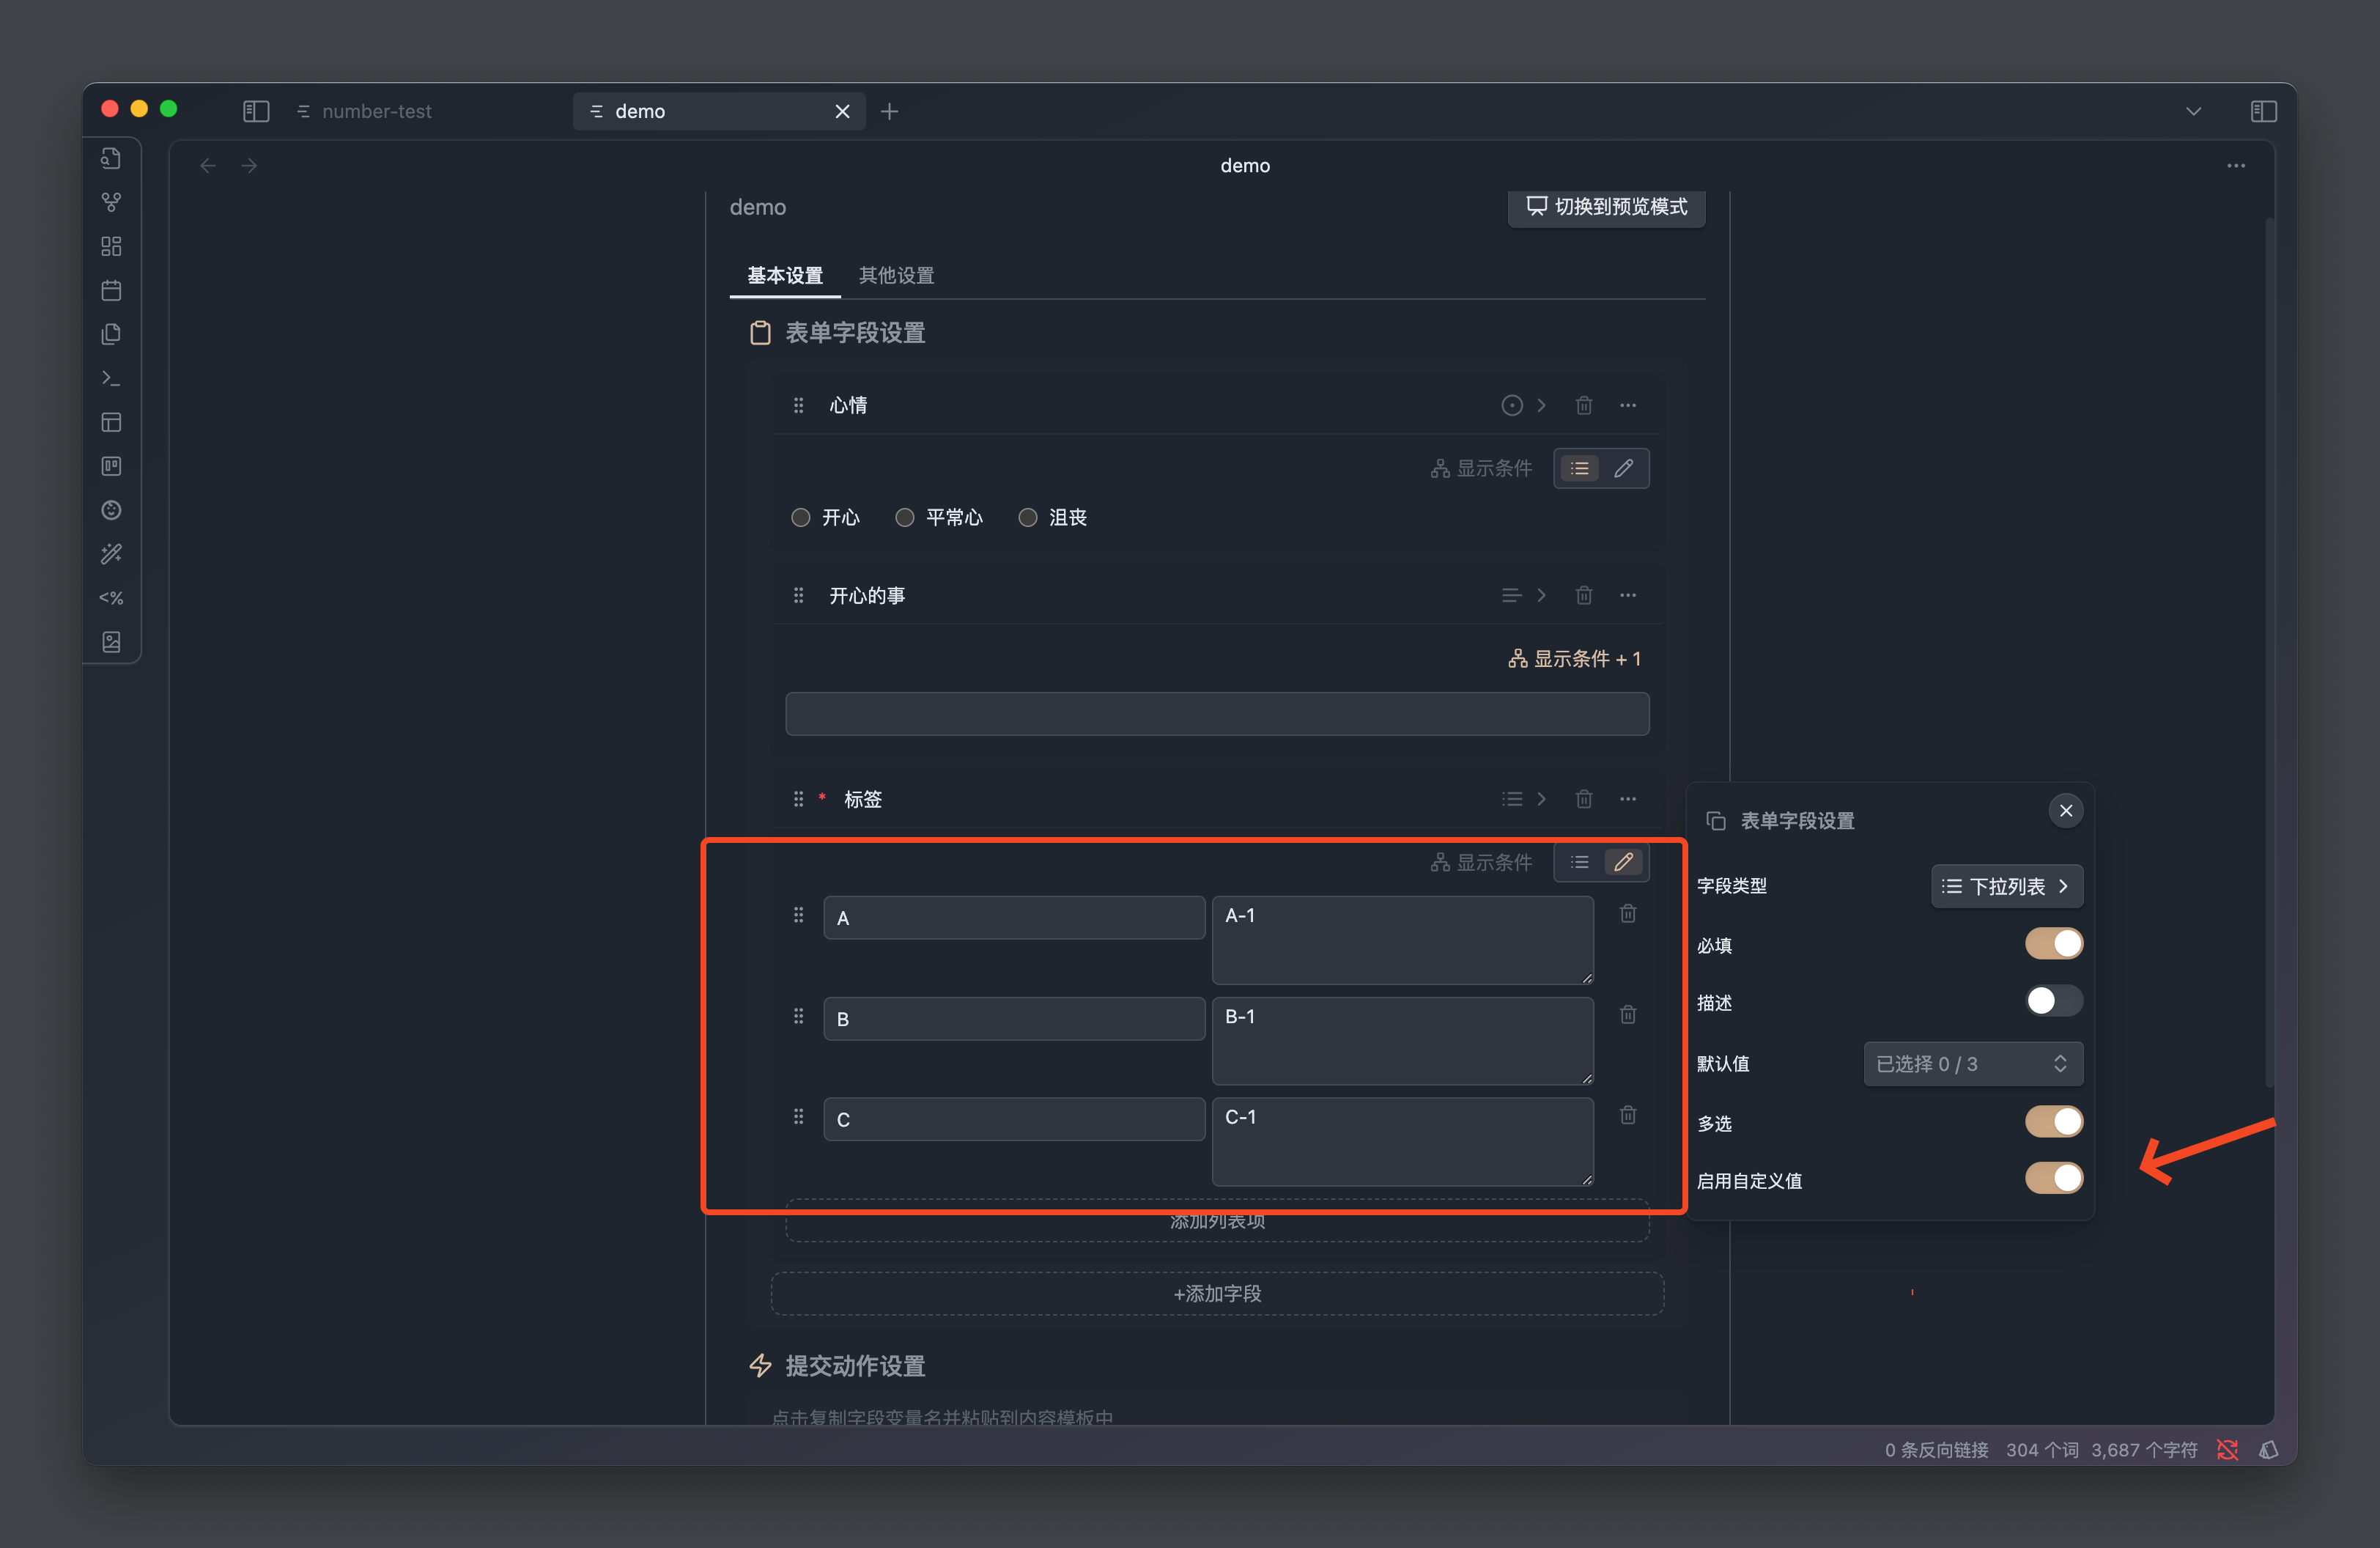 number-test
demo
demo
demo
切换到预览模式
基本设置
其他设置
表单字段设置
心情
显示条件
开心
平常心
沮丧
开心的事
显示条件 + 1
* 标签
显示条件
A
A-1
B
B-1
C
C-1
添加列表项
+添加字段
提交动作设置
点击复制字段变量名并粘贴到内容模板中
表单字段设置
字段类型
下拉列表
必填
描述
默认值
已选择 0 / 3
多选
启用自定义值
<%
0 条反向链接
304 个词
3,687 个字符